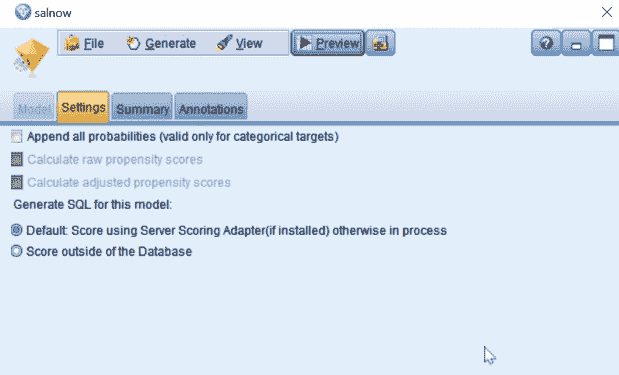 salnow
File Generate View Preview
Model Settings Summary Annotations
Append all probabilities (valid only for categorical targets)
Calculate raw propensity scores
Calculate adjusted propensity scores
Generate SQL for this model:
Default: Score using Server Scoring Adapter(if installed) otherwise in process
Score outside of the Database